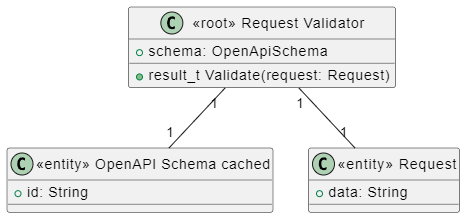 C «root» Request Validator
schema: OpenApiSchema
result_t Validate(request: Request)
1 1
1 1
C «entity» OpenAPI Schema cached
id: String
C «entity» Request
data: String